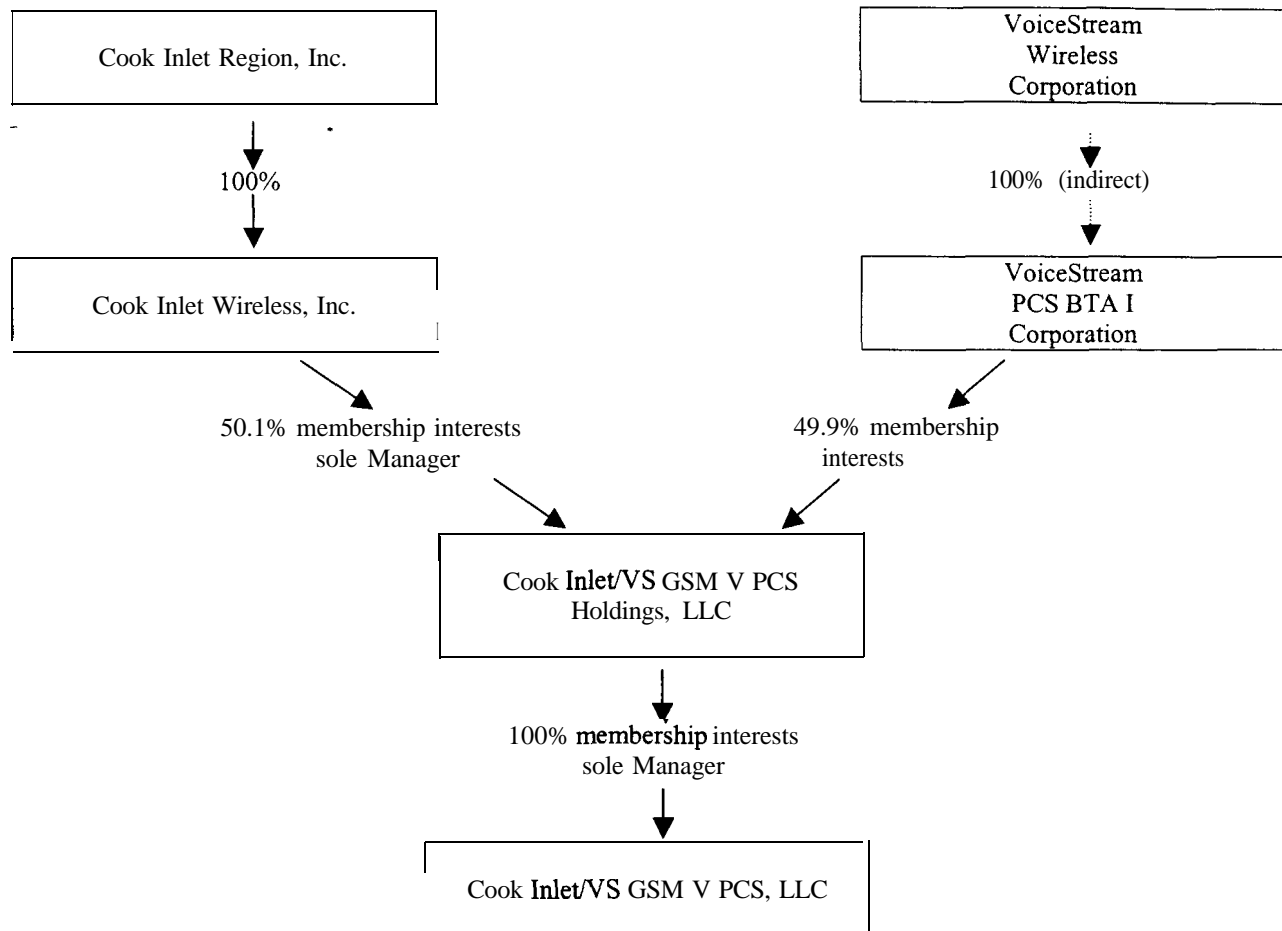 Cook Inlet Region, Inc.
VoiceStream
Wireless
Corporation
100%
100% (indirect)
Cook Inlet Wireless, Inc.
VoiceStream
PCS BTA I
Corporation
50.1% membership interests
sole Manager
49.9% membership
interests
Cook Inlet/VS GSM V PCS
Holdings, LLC
100% membership interests
sole Manager
Cook Inlet/VS GSM V PCS, LLC